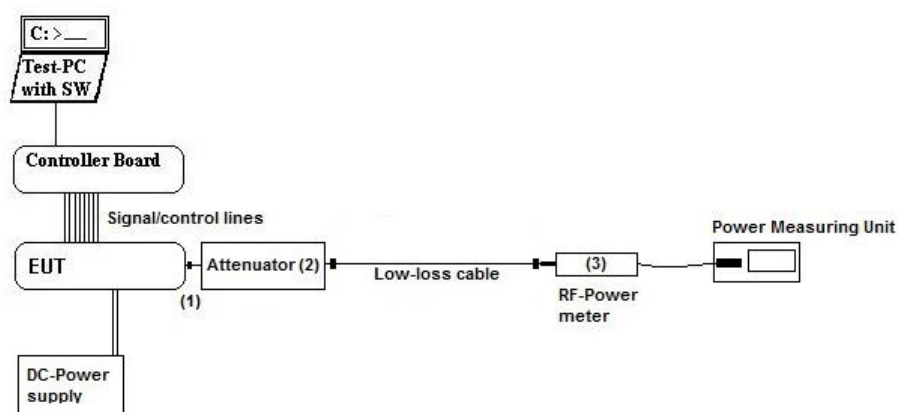 C: >__
Test-PC
with SW
Controller Board
Signal/control lines
Power Measuring Unit
EUT
Attenuator (2)
(3)
Low-loss cable
(1)
RF-Power
meter
DC-Power
supply